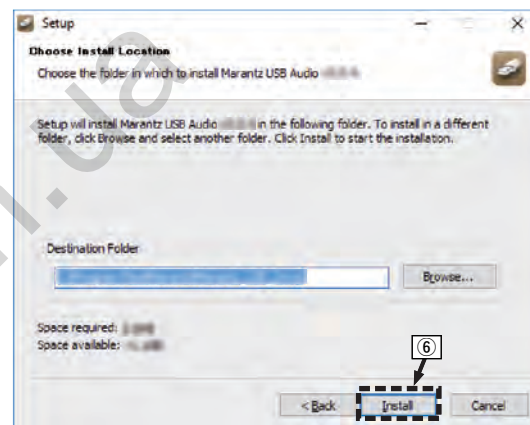 Setup
Choose Install Location
Choose the folder in which to install Marantz USB Audio
Setup will install Marantz USB Audio in the following folder. To install in a different
folder, click Browse and select another folder. Click Install to start the installation.
Destination Folder
Browse...
Space required:
Space available:
⑥
< Back
Install
Cancel
n.ua